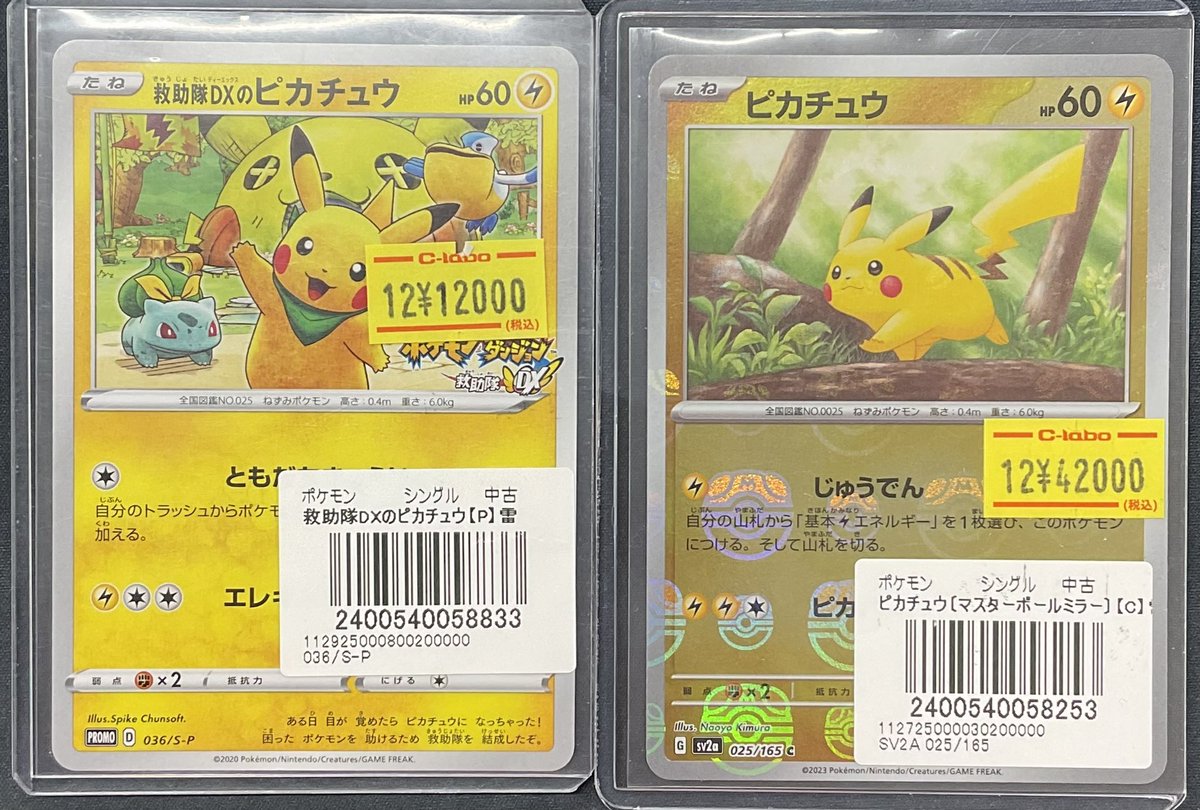 たね
きゅうじょたいディーエックス
救助隊DXのピカチュウ
HP60
C-labo
12¥12000
(税込)
ポケモン ダンジョン
救助隊DX
全国図鑑NO.025 ねずみポケモン 高さ:0.4m 重さ:6.0kg
ともだ
じぶん
自分のトラッシュからポケモ
くわ
加える。
エレキ
ポケモン シングル 中古
救助隊DXのピカチュウ【P】雷
2400540058833
112925000800200000
036/S-P
弱点 ×2 抵抗力 にげる
Illus.Spike Chunsoft.
PROMO D 036/S-P
ある日 目が 覚めたら ピカチュウに なっちゃった!
困った ポケモンを 助けるため 救助隊を 結成したぞ。
©2020 Pokémon/Nintendo/Creatures/GAME FREAK.
たね
ピカチュウ
HP60
全国図鑑NO.0025 ねずみポケモン 高さ:0.4m 重さ:6.0kg
C-labo
12¥42000
(税込)
じゅうでん
自分の山札から「基本エネルギー」を1枚選び、このポケモン
につける。そして山札を切る。
ピカ
ポケモン シングル 中古
ピカチュウ〔マスターボールミラー〕【C】
2400540058253
112725000030200000
SV2A 025/165
弱点 ×2 抵抗力
Illus. Naoyo Kimura
G sv2a 025/165 C
©2023 Pokémon/Nintendo/Creatures/GAME FREAK.